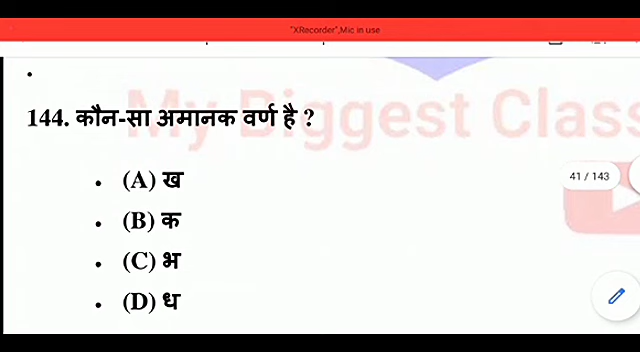 "XRecorder",Mic in use
My Biggest Class
144. कौन-सा अमानक वर्ण है ?
• (A) ख
41 / 143
• (B) क
• (C) भ
• (D) ध